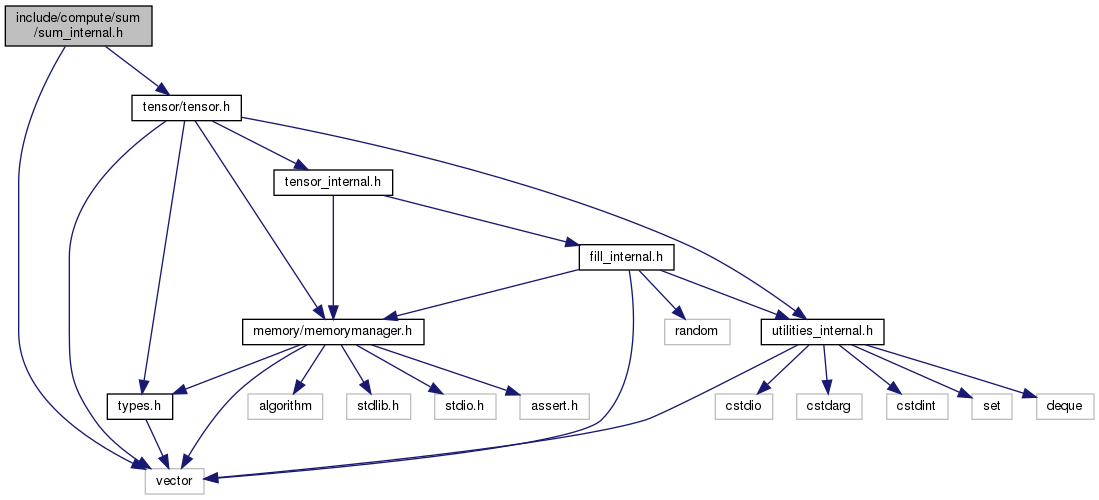 include/compute/sum
/sum_internal.h
tensor/tensor.h
tensor_internal.h
fill_internal.h
memory/memorymanager.h
random
utilities_internal.h
types.h
algorithm
stdlib.h
stdio.h
assert.h
cstdio
cstdarg
cstdint
set
deque
vector